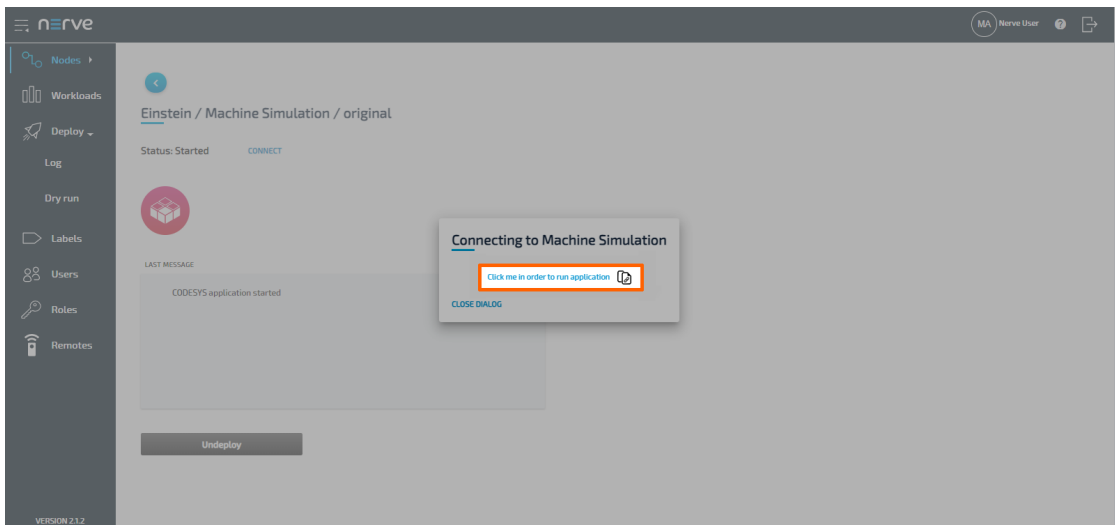 nerve
MA Nerve User
Nodes
Workloads
Deploy
Log
Dry run
Labels
Users
Roles
Remotes
VERSION 2.1.2
Einstein / Machine Simulation / original
Status: Started CONNECT
LAST MESSAGE
CODESYS application started
Undeploy
Connecting to Machine Simulation
Click me in order to run application
CLOSE DIALOG